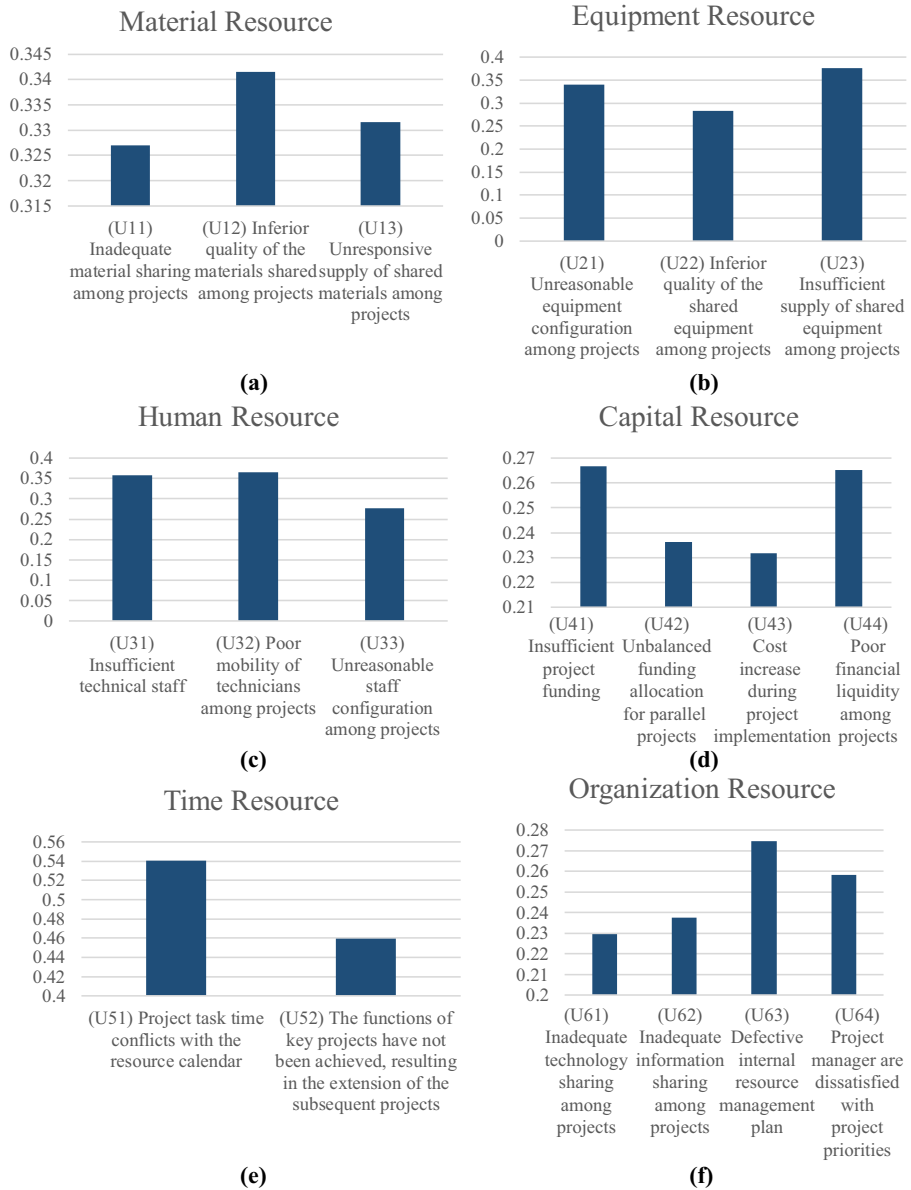 Material Resource
0.345
0.34
0.335
0.33
0.325
0.32
0.315
(U11)
Inadequate
material sharing
among projects
(U12) Inferior
quality of the
materials shared
among projects
(U13)
Unresponsive
supply of shared
materials among
projects
(a)
Equipment Resource
0.4
0.35
0.3
0.25
0.2
0.15
0.1
0.05
0
(U21)
Unreasonable
equipment
configuration
among projects
(U22) Inferior
quality of the
shared
equipment
among projects
(U23)
Insufficient
supply of shared
equipment
among projects
(b)
Human Resource
0.4
0.35
0.3
0.25
0.2
0.15
0.1
0.05
0
(U31)
Insufficient
technical staff
(U32) Poor
mobility of
technicians
among projects
(U33)
Unreasonable
staff
configuration
among projects
(c)
Capital Resource
0.27
0.26
0.25
0.24
0.23
0.22
0.21
(U41)
Insufficient
project
funding
(U42)
Unbalanced
funding
allocation
for parallel
projects
(U43)
Cost
increase
during
project
implementation
(U44)
Poor
financial
liquidity
among
projects
(d)
Time Resource
0.56
0.54
0.52
0.5
0.48
0.46
0.44
0.42
0.4
(U51) Project task time
conflicts with the
resource calendar
(U52) The functions of
key projects have not
been achieved, resulting
in the extension of the
subsequent projects
(e)
Organization Resource
0.28
0.27
0.26
0.25
0.24
0.23
0.22
0.21
0.2
(U61)
Inadequate
technology
sharing
among
projects
(U62)
Inadequate
information
sharing
among
projects
(U63)
Defective
internal
resource
management
plan
(U64)
Project
manager are
dissatisfied
with
project
priorities
(f)